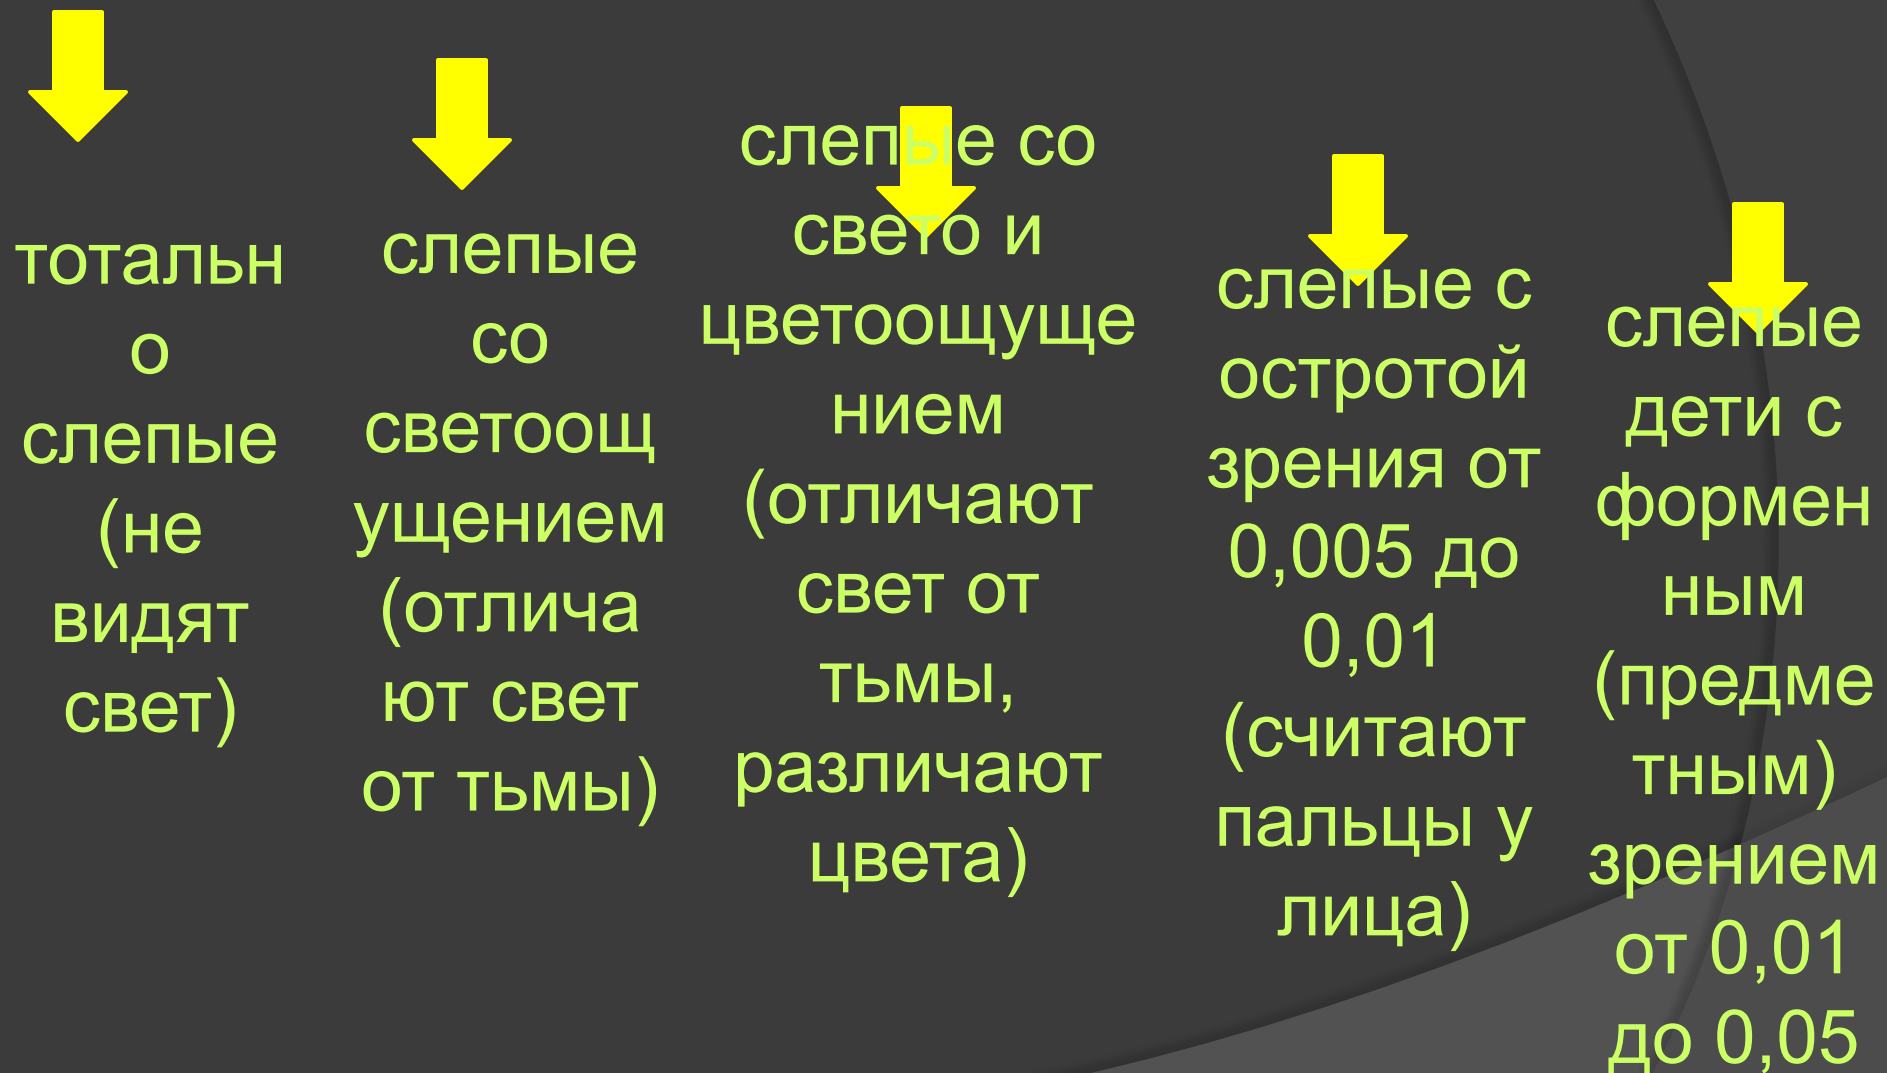 тотальн
о
слепые
(не
видят
свет)
слепые
со
светоощ
ущением
(отлича
ют свет
от тьмы)
слепые со
свето и
цветоощуще
нием
(отличают
свет от
тьмы,
различают
цвета)
слепые с
остротой
зрения от
0,005 до
0,01
(считают
пальцы у
лица)
слепые
дети с
формен
ным
(предме
тным)
зрением
от 0,01
до 0,05